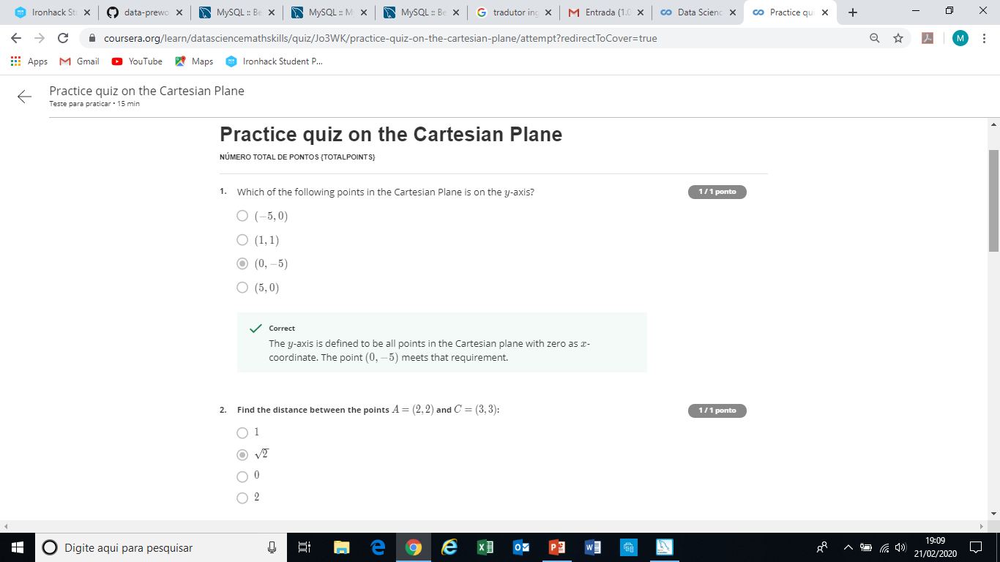 Ironhack St
data-prewo
MySQL :: Be
MySQL :: M
MySQL :: Be
tradutor ing
Entrada (1.0
Data Scienc
Practice qui
coursera.org/learn/datasciencemathskills/quiz/Jo3WK/practice-quiz-on-the-cartesian-plane/attempt?redirectToCover=true
M
Apps
Gmail
YouTube
Maps
Ironhack Student P...
Practice quiz on the Cartesian Plane
Teste para praticar • 15 min
Practice quiz on the Cartesian Plane
NÚMERO TOTAL DE PONTOS {TOTALPOINTS}
1. Which of the following points in the Cartesian Plane is on the y-axis?
1 / 1 ponto
(−5, 0)
(1, 1)
(0, −5)
(5, 0)
Correct
The y-axis is defined to be all points in the Cartesian plane with zero as x-
coordinate. The point (0, −5) meets that requirement.
2. Find the distance between the points A = (2, 2) and C = (3, 3):
1 / 1 ponto
1
√2
0
2
Digite aqui para pesquisar
19:09
21/02/2020